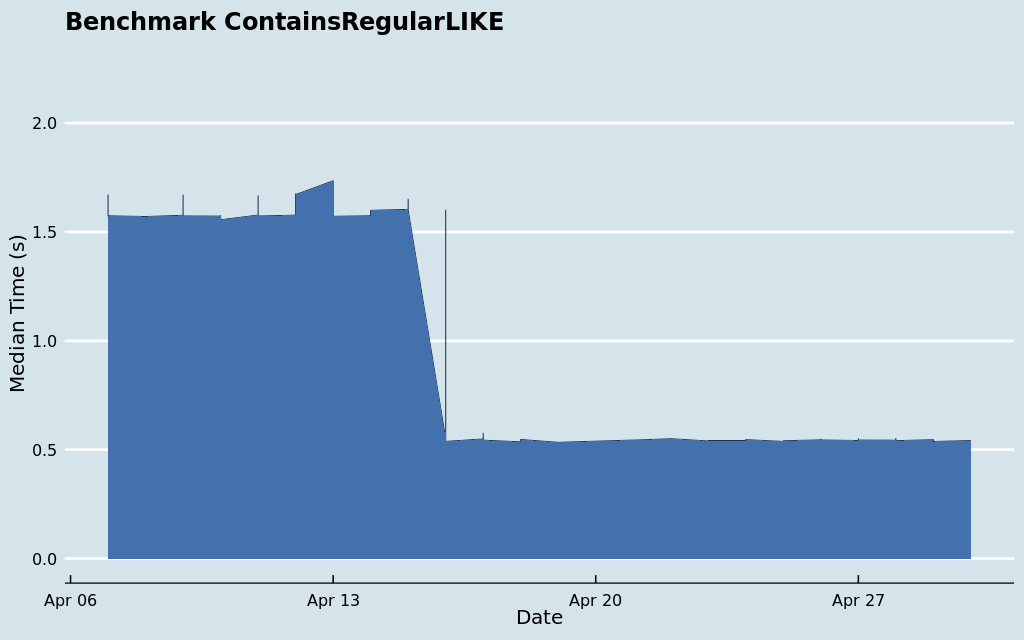 Benchmark ContainsRegularLIKE
Median Time (s)
2.0
1.5
1.0
0.5
0.0
Apr 06
Apr 13
Apr 20
Apr 27
Date